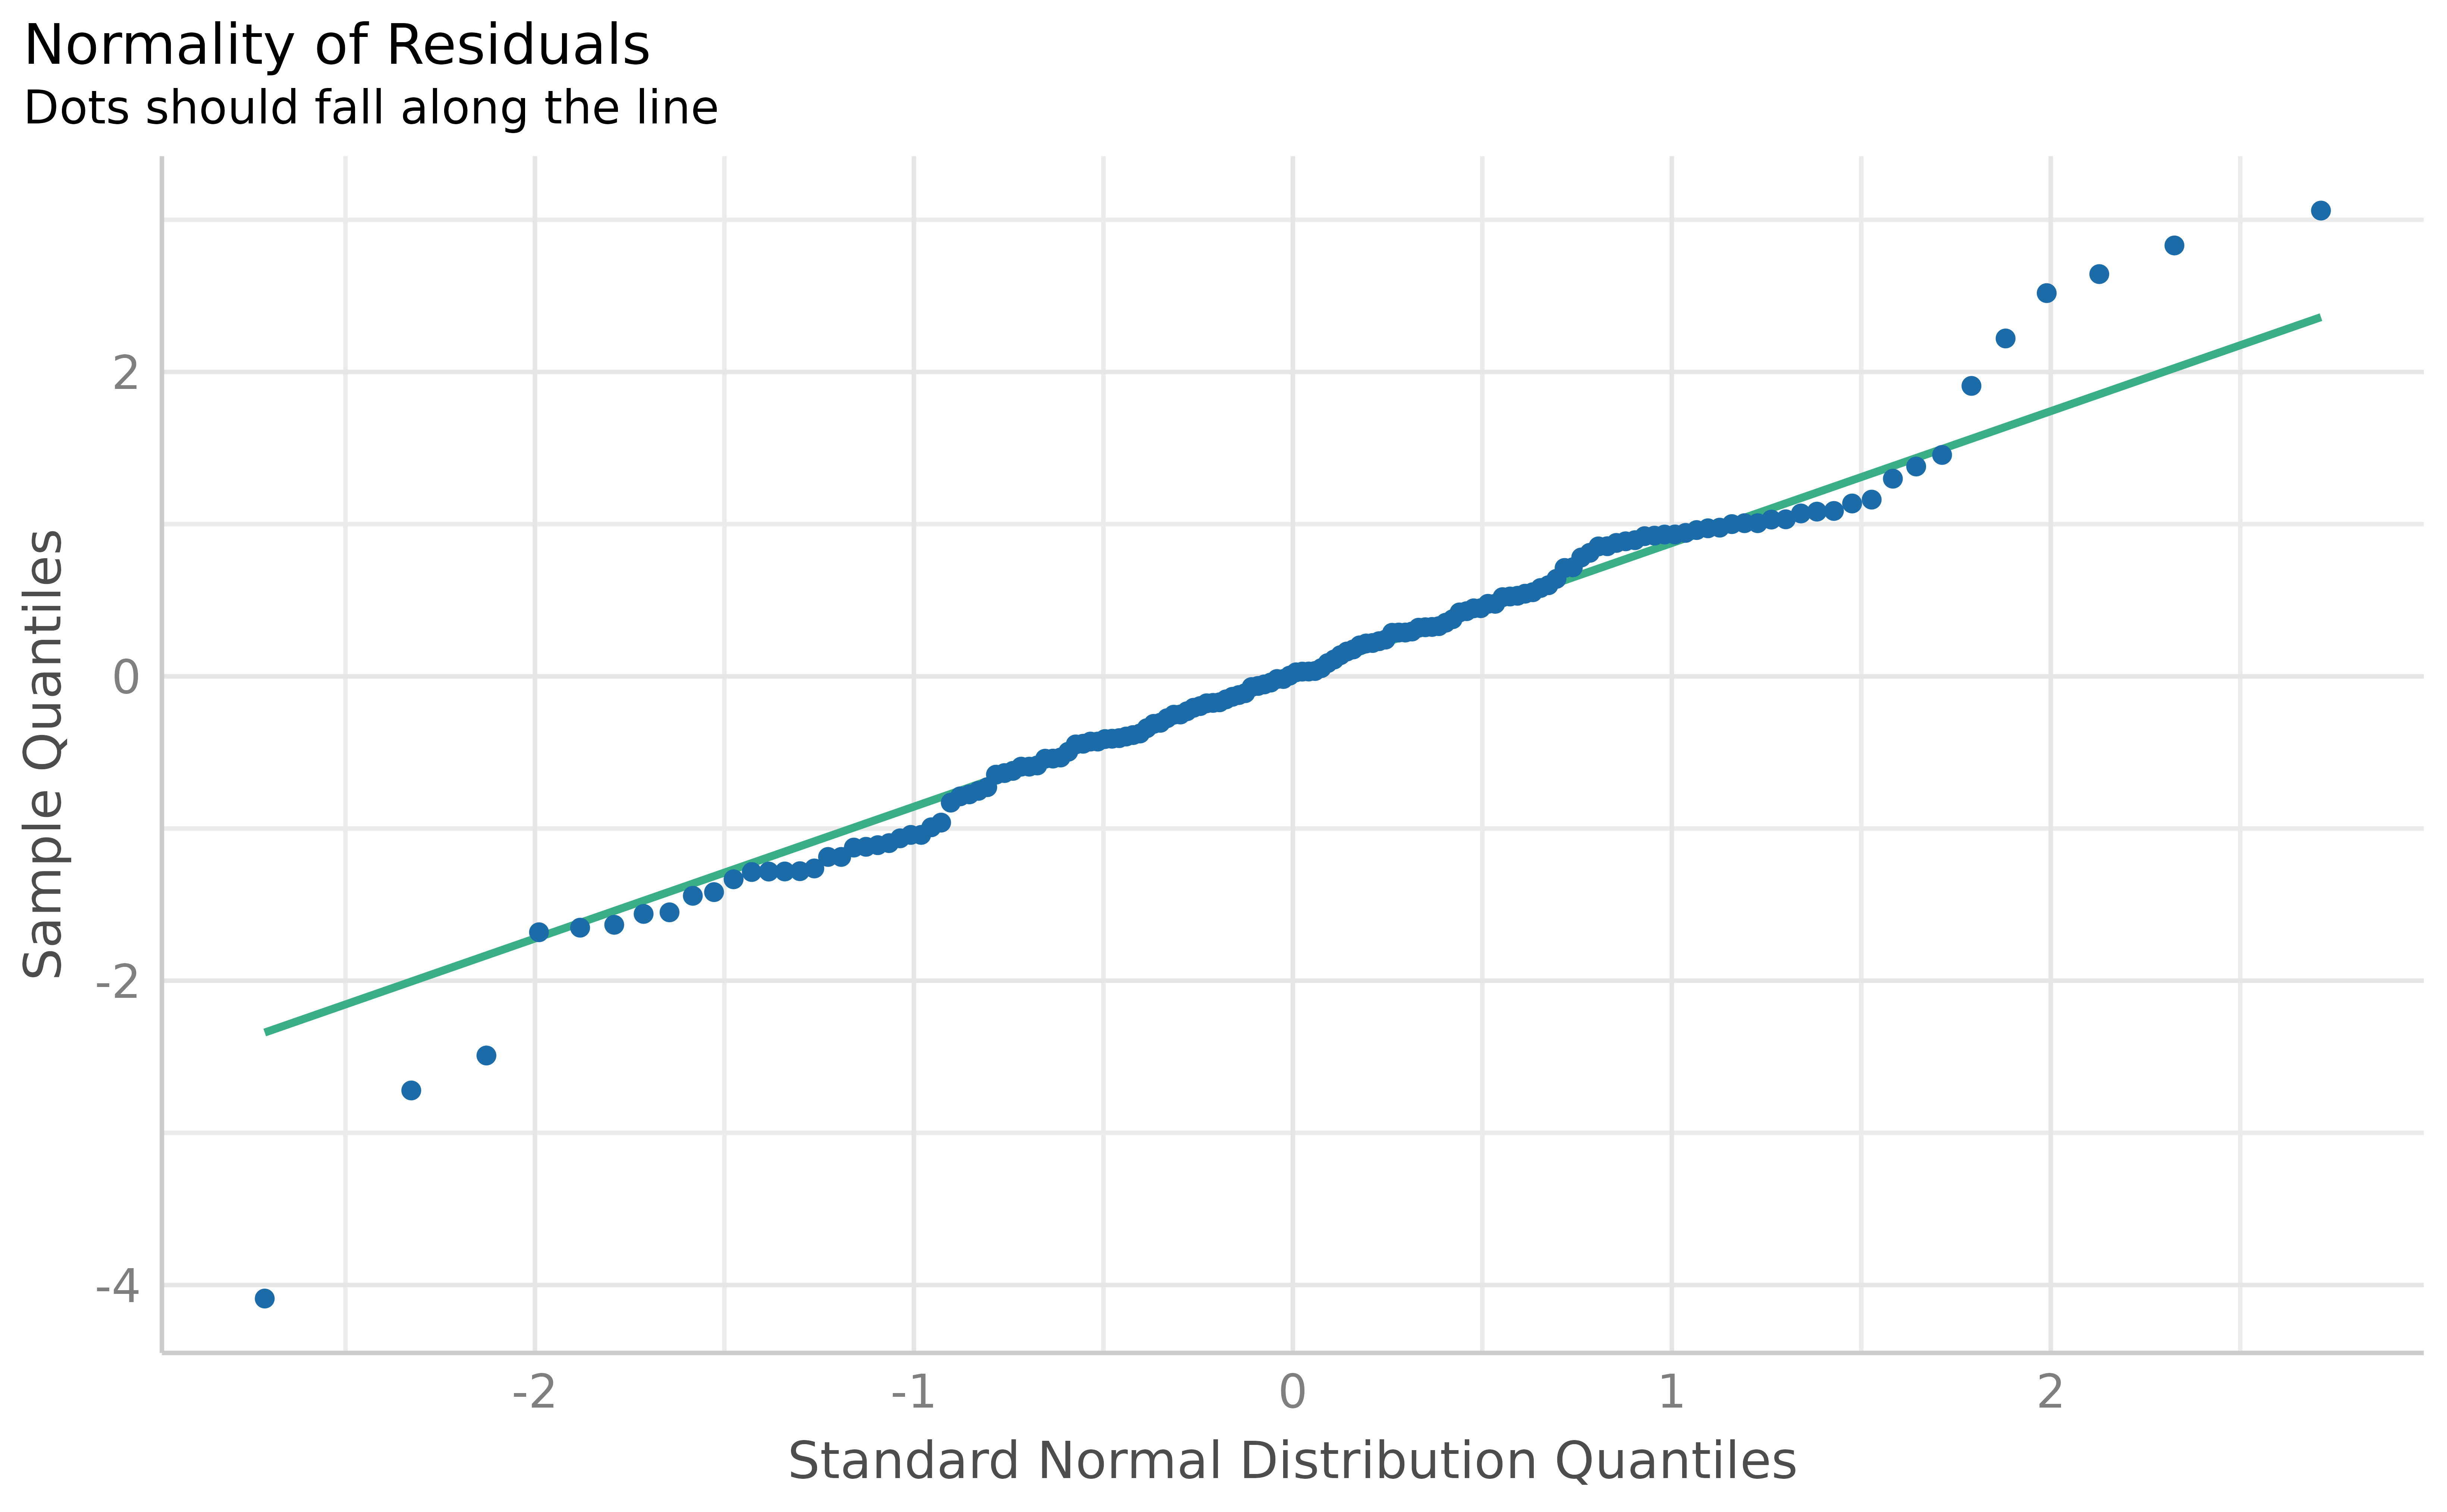 Normality of Residuals
Dots should fall along the line
Sample Quantiles
2
0
-2
-4
-2
-1
0
1
2
Standard Normal Distribution Quantiles